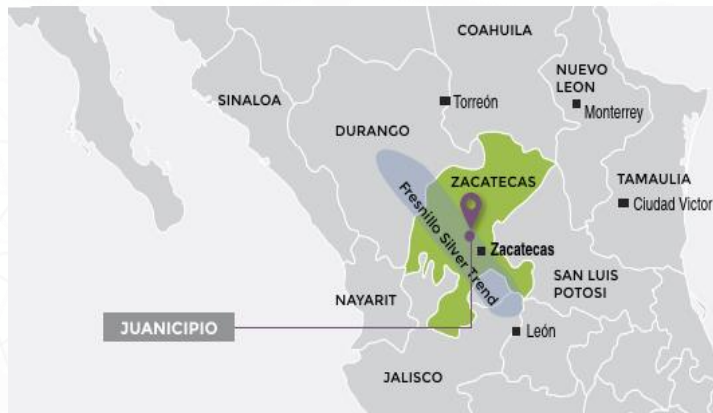 COAHUILA
NUEVO
LEON
SINALOA
Torreón
Monterrey
DURANGO
ZACATECAS
TAMAULIA
Ciudad Victor
Fresnillo Silver Trend
Zacatecas
SAN LUIS
POTOSI
NAYARIT
JUANICIPIO
León
JALISCO